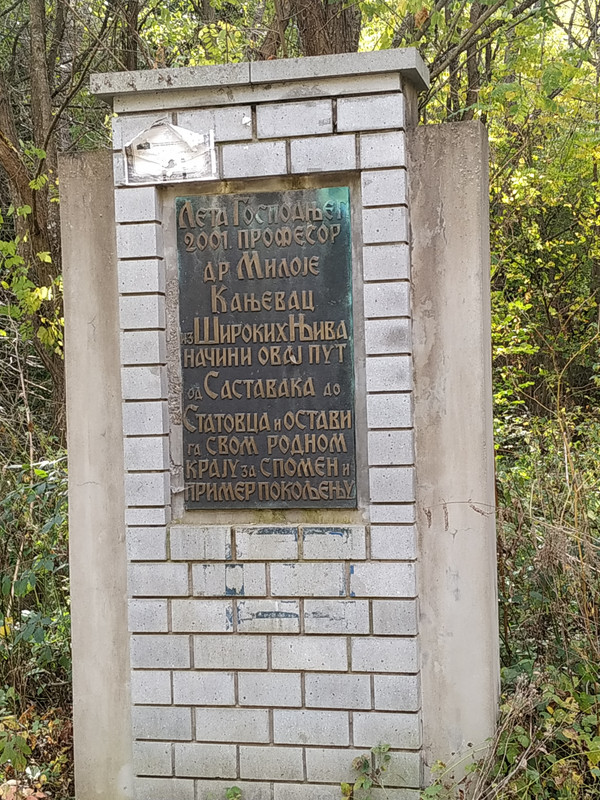 Лета Господњег
2001. професор
др Милоје
Кањевац
из Широких Њива
начини овај пут
од Саставака до
Статовца и остави
га свом родном
крају за спомен и
пример покољењу